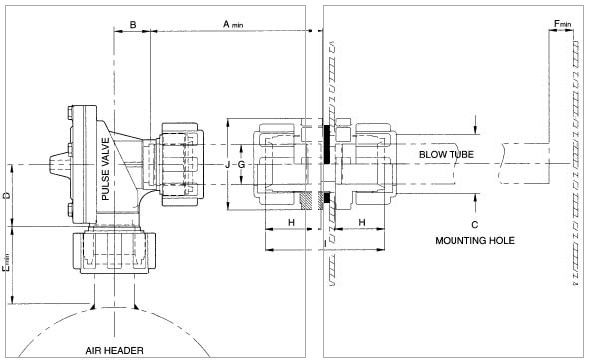 B
A min
F min
PULSE VALVE
J
G
BLOW TUBE
D
H
H
C
I
MOUNTING HOLE
E min
AIR HEADER